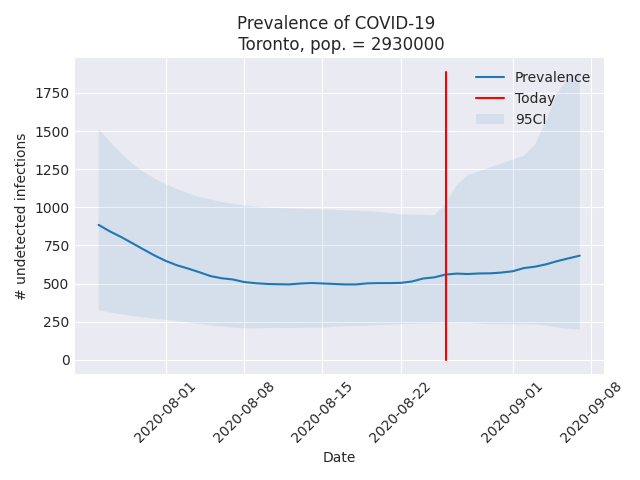 Prevalence of COVID-19
Toronto, pop. = 2930000
Prevalence
Today
95CI
# undetected infections
1750
1500
1250
1000
750
500
250
0
2020-08-01
2020-08-08
2020-08-15
2020-08-22
2020-09-01
2020-09-08
Date